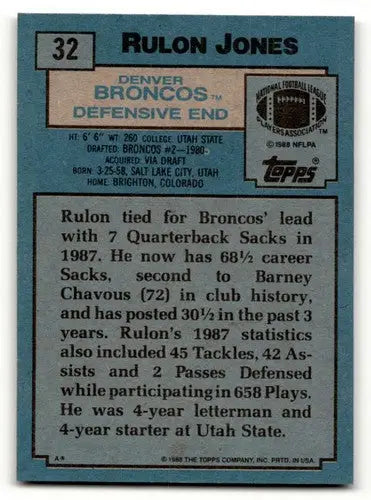 32
RULON JONES
DENVER
BRONCOS™
DEFENSIVE END
NATIONAL FOOTBALL LEAGUE
PLAYERS ASSOCIATION™
©1988 NFLPA
Topps®
HT: 6' 6" WT: 260 COLLEGE: UTAH STATE
DRAFTED: BRONCOS #2-1980
ACQUIRED: VIA DRAFT
BORN: 3-25-58, SALT LAKE CITY, UTAH
HOME: BRIGHTON, COLORADO
Rulon tied for Broncos' lead
with 7 Quarterback Sacks in
1987. He now has 68½ career
Sacks, second to Barney
Chavous (72) in club history,
and has posted 30½ in the past 3
years. Rulon's 1987 statistics
also included 45 Tackles, 42 As-
sists and 2 Passes Defensed
while participating in 658 Plays.
He was 4-year letterman and
4-year starter at Utah State.
A* ©1988 THE TOPPS COMPANY, INC. PRTD. IN U.S.A.